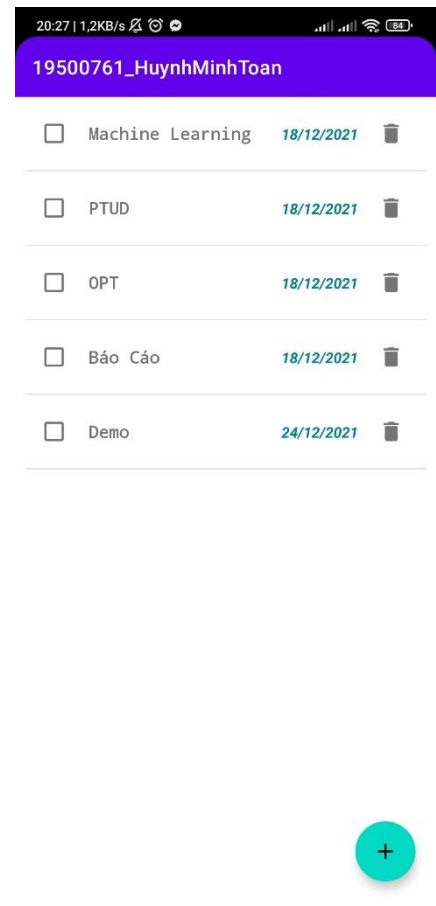 20:27 | 1,2KB/s 84
19500761_HuynhMinhToan
Machine Learning 18/12/2021
PTUD 18/12/2021
OPT 18/12/2021
Báo Cáo 18/12/2021
Demo 24/12/2021
+